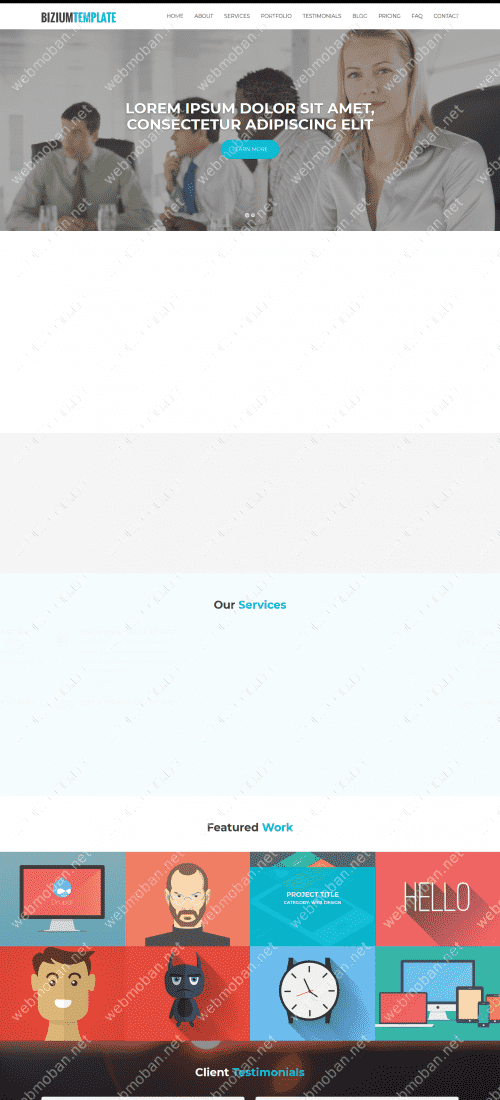 BIZIUMTEMPLATE
HOME ABOUT SERVICES PORTFOLIO TESTIMONIALS BLOG PRICING FAQ CONTACT
LOREM IPSUM DOLOR SIT AMET,
CONSECTETUR ADIPISCING ELIT
LEARN MORE
Our Services
Featured Work
PROJECT TITLE
CATEGORY: WEB DESIGN
HELLO
Client Testimonials
webmoban.net